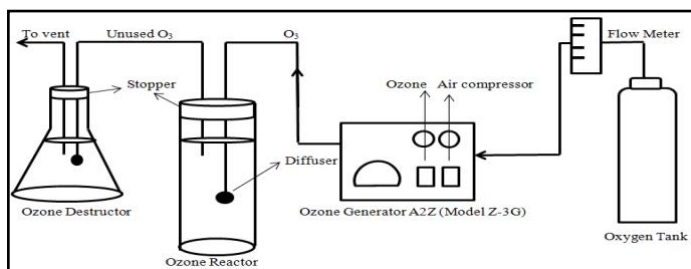 To vent
Unused O₃
O₃
Flow Meter
Stopper
Ozone
Air compressor
Diffuser
Ozone Destructor
Ozone Generator A2Z (Model Z-3G)
Oxygen Tank
Ozone Reactor